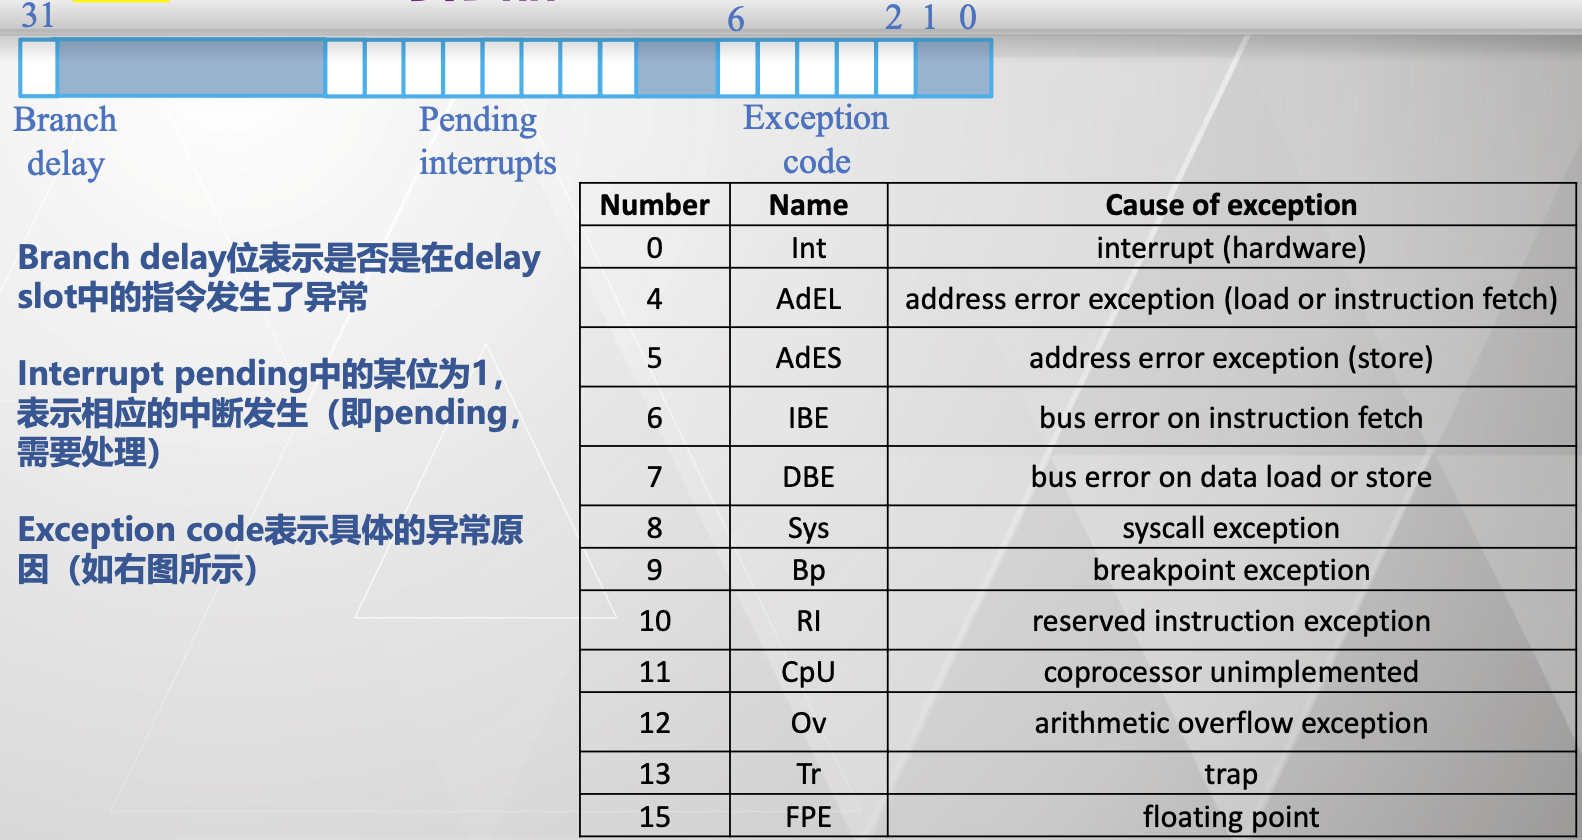 31 6 2 1 0
Branch
delay
Pending
interrupts
Exception
code
Branch delay位表示是否是在delay
slot中的指令发生了异常
Interrupt pending中的某位为1，
表示相应的中断发生（即pending，
需要处理）
Exception code表示具体的异常原
因（如右图所示）
Number Name Cause of exception
0 Int interrupt (hardware)
4 AdEL address error exception (load or instruction fetch)
5 AdES address error exception (store)
6 IBE bus error on instruction fetch
7 DBE bus error on data load or store
8 Sys syscall exception
9 Bp breakpoint exception
10 RI reserved instruction exception
11 CpU coprocessor unimplemented
12 Ov arithmetic overflow exception
13 Tr trap
15 FPE floating point